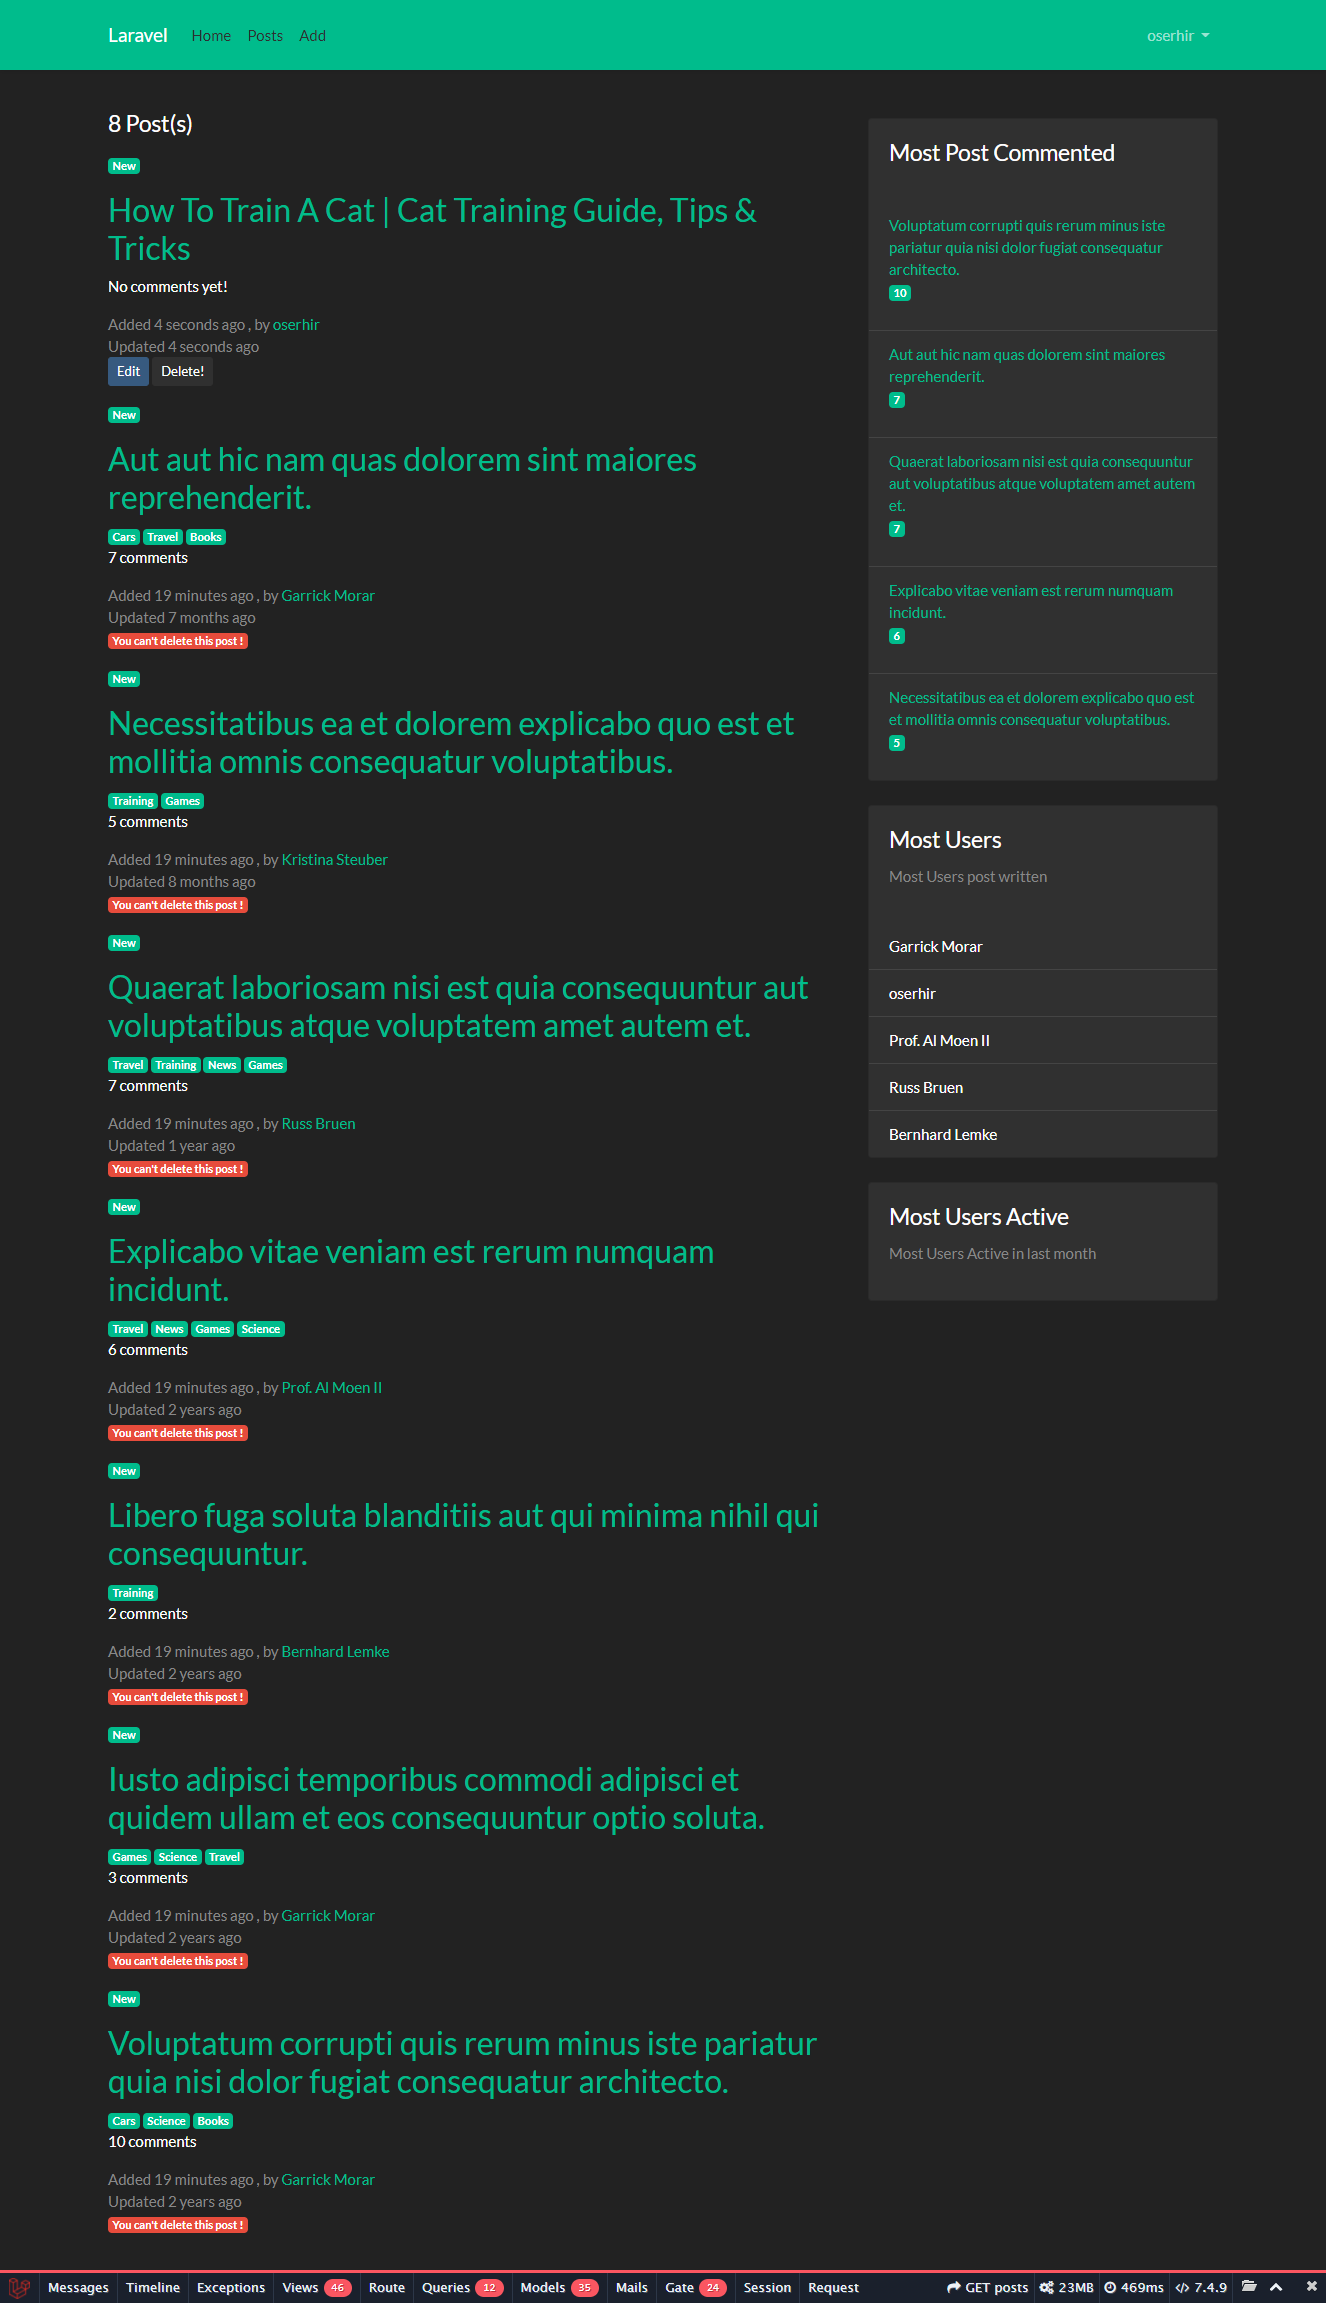 Laravel Home Posts Add oserhir
8 Post(s)
New
How To Train A Cat | Cat Training Guide, Tips &
Tricks
No comments yet!
Added 4 seconds ago , by oserhir
Updated 4 seconds ago
Edit Delete!
New
Aut aut hic nam quas dolorem sint maiores
reprehenderit.
Cars Travel Books
7 comments
Added 19 minutes ago , by Garrick Morar
Updated 7 months ago
You can't delete this post !
New
Necessitatibus ea et dolorem explicabo quo est et
mollitia omnis consequatur voluptatibus.
Training Games
5 comments
Added 19 minutes ago , by Kristina Steuber
Updated 8 months ago
You can't delete this post !
New
Quaerat laboriosam nisi est quia consequuntur aut
voluptatibus atque voluptatem amet autem et.
Travel Training News Games
7 comments
Added 19 minutes ago , by Russ Bruen
Updated 1 year ago
You can't delete this post !
New
Explicabo vitae veniam est rerum numquam
incidunt.
Travel News Games Science
6 comments
Added 19 minutes ago , by Prof. Al Moen II
Updated 2 years ago
You can't delete this post !
New
Libero fuga soluta blanditiis aut qui minima nihil qui
consequuntur.
Training
2 comments
Added 19 minutes ago , by Bernhard Lemke
Updated 2 years ago
You can't delete this post !
New
Iusto adipisci temporibus commodi adipisci et
quidem ullam et eos consequuntur optio soluta.
Games Science Travel
3 comments
Added 19 minutes ago , by Garrick Morar
Updated 2 years ago
You can't delete this post !
New
Voluptatum corrupti quis rerum minus iste pariatur
quia nisi dolor fugiat consequatur architecto.
Cars Science Books
10 comments
Added 19 minutes ago , by Garrick Morar
Updated 2 years ago
You can't delete this post !
Most Post Commented
Voluptatum corrupti quis rerum minus iste
pariatur quia nisi dolor fugiat consequatur
architecto.
10
Aut aut hic nam quas dolorem sint maiores
reprehenderit.
7
Quaerat laboriosam nisi est quia consequuntur
aut voluptatibus atque voluptatem amet autem
et.
7
Explicabo vitae veniam est rerum numquam
incidunt.
6
Necessitatibus ea et dolorem explicabo quo est
et mollitia omnis consequatur voluptatibus.
5
Most Users
Most Users post written
Garrick Morar
oserhir
Prof. Al Moen II
Russ Bruen
Bernhard Lemke
Most Users Active
Most Users Active in last month
Messages Timeline Exceptions Views 46 Route Queries 12 Models 35 Mails Gate 24 Session Request GET posts 23MB 469ms 7.4.9